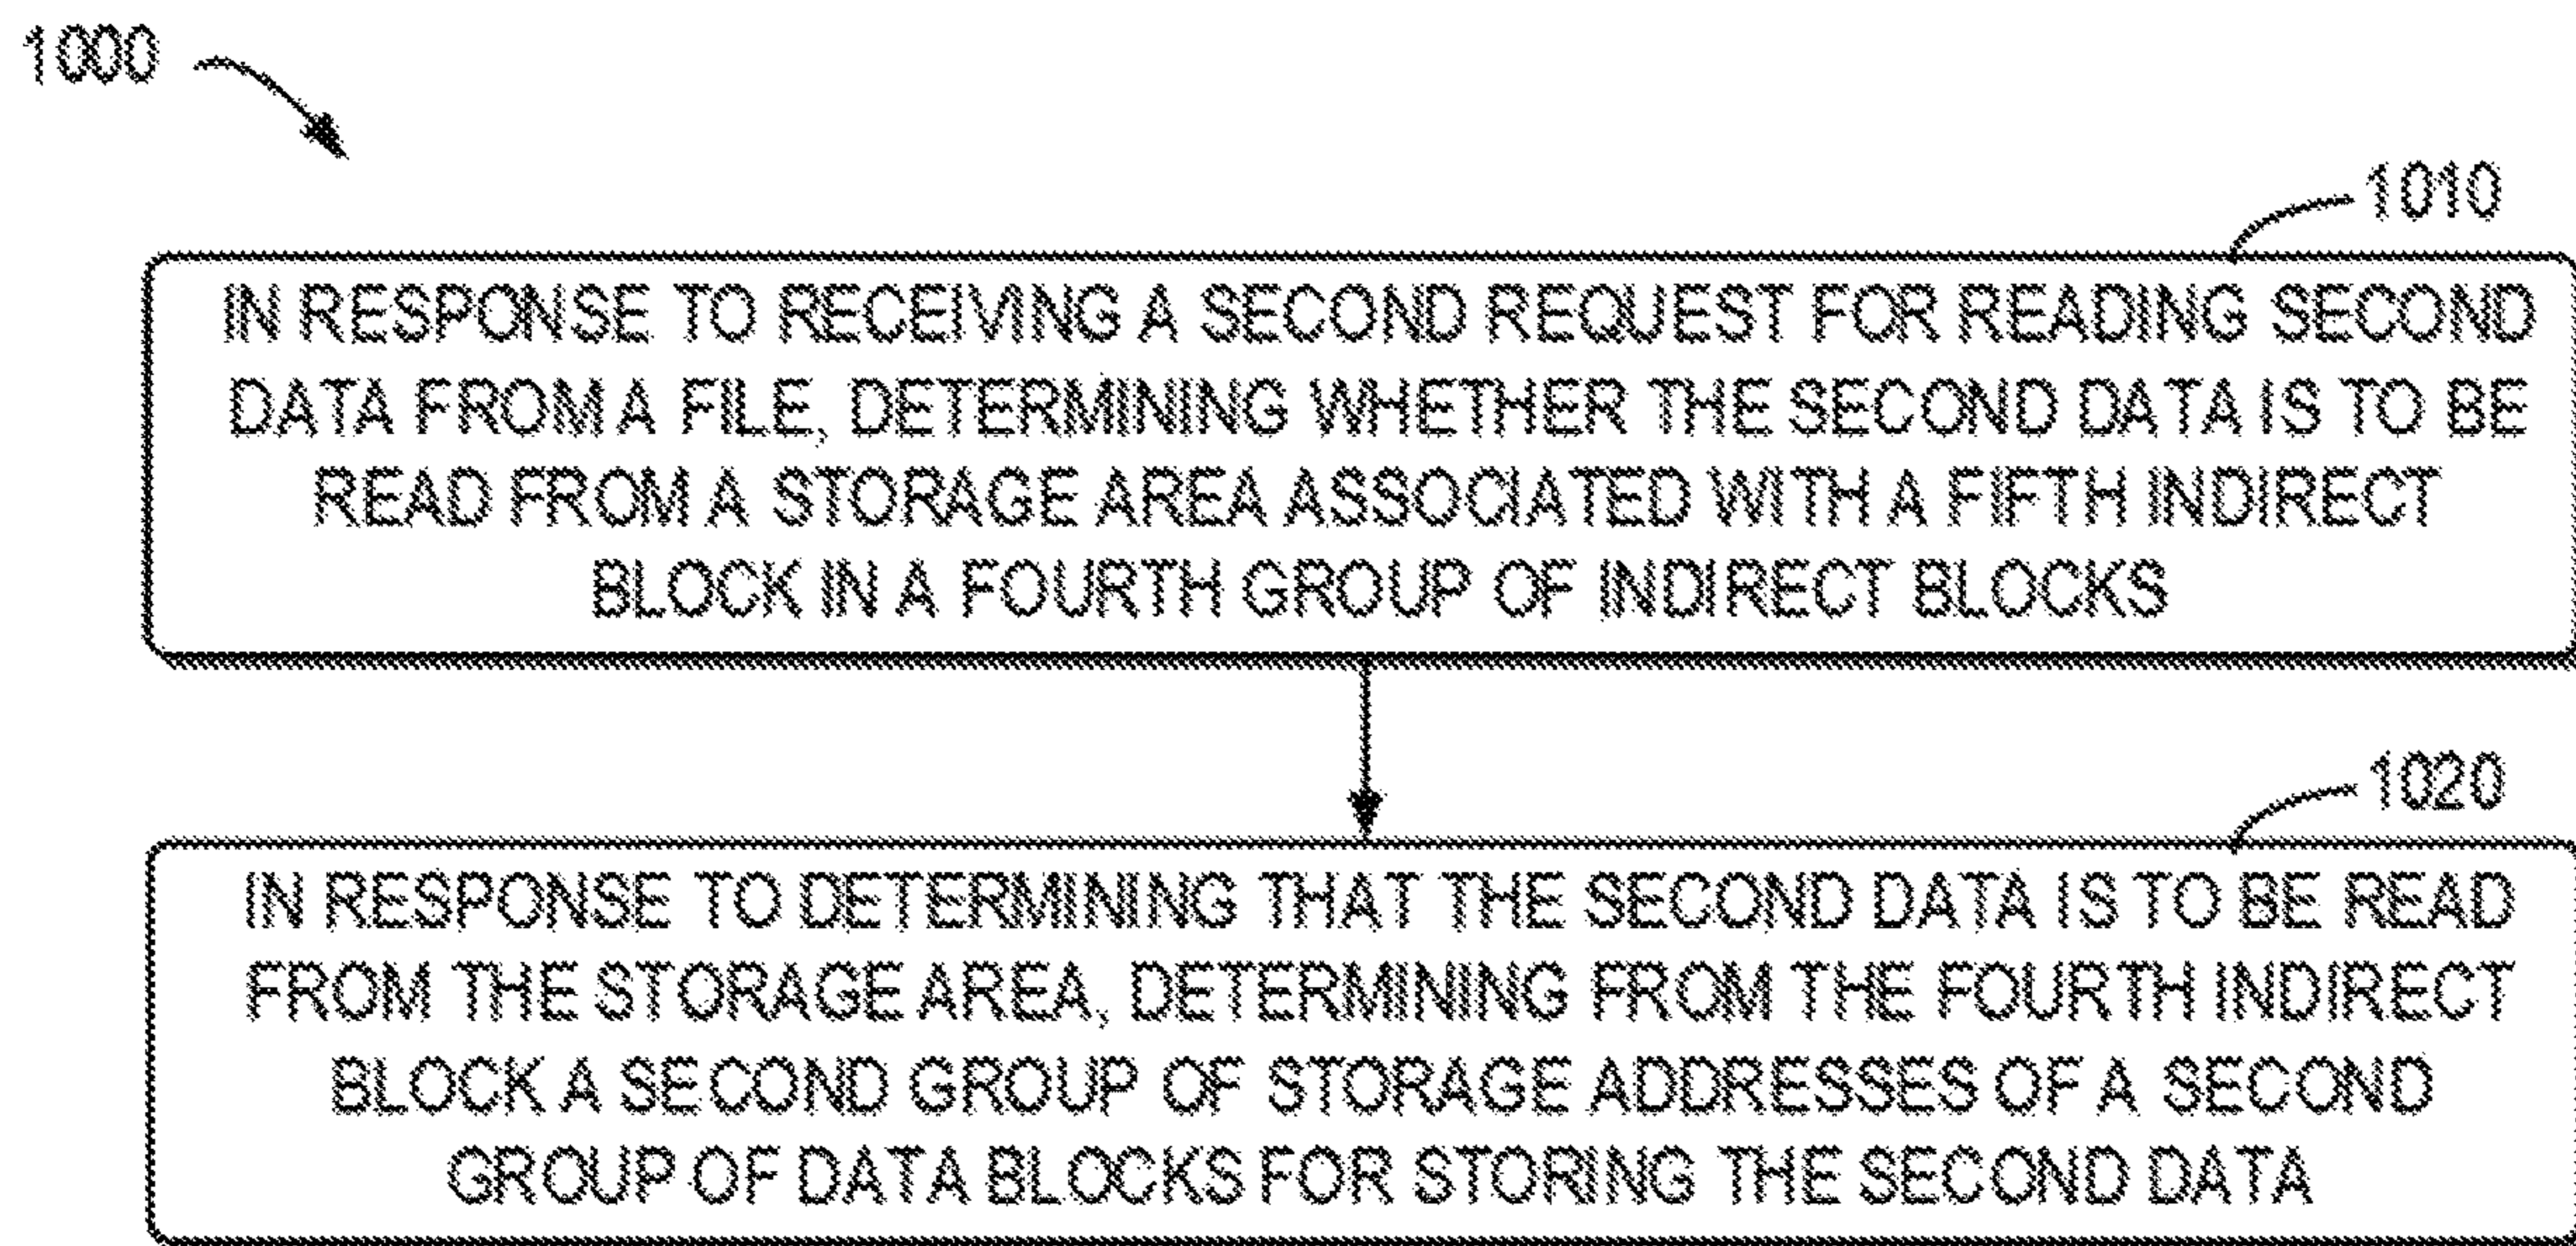 1000
1010
IN RESPONSE TO RECEIVING A SECOND REQUEST FOR READING SECOND
DATA FROM A FILE, DETERMINING WHETHER THE SECOND DATA IS TO BE
READ FROM A STORAGE AREA ASSOCIATED WITH A FIFTH INDIRECT
BLOCK IN A FOURTH GROUP OF INDIRECT BLOCKS
1020
IN RESPONSE TO DETERMINING THAT THE SECOND DATA IS TO BE READ
FROM THE STORAGE AREA, DETERMINING FROM THE FOURTH INDIRECT
BLOCK A SECOND GROUP OF STORAGE ADDRESSES OF A SECOND
GROUP OF DATA BLOCKS FOR STORING THE SECOND DATA